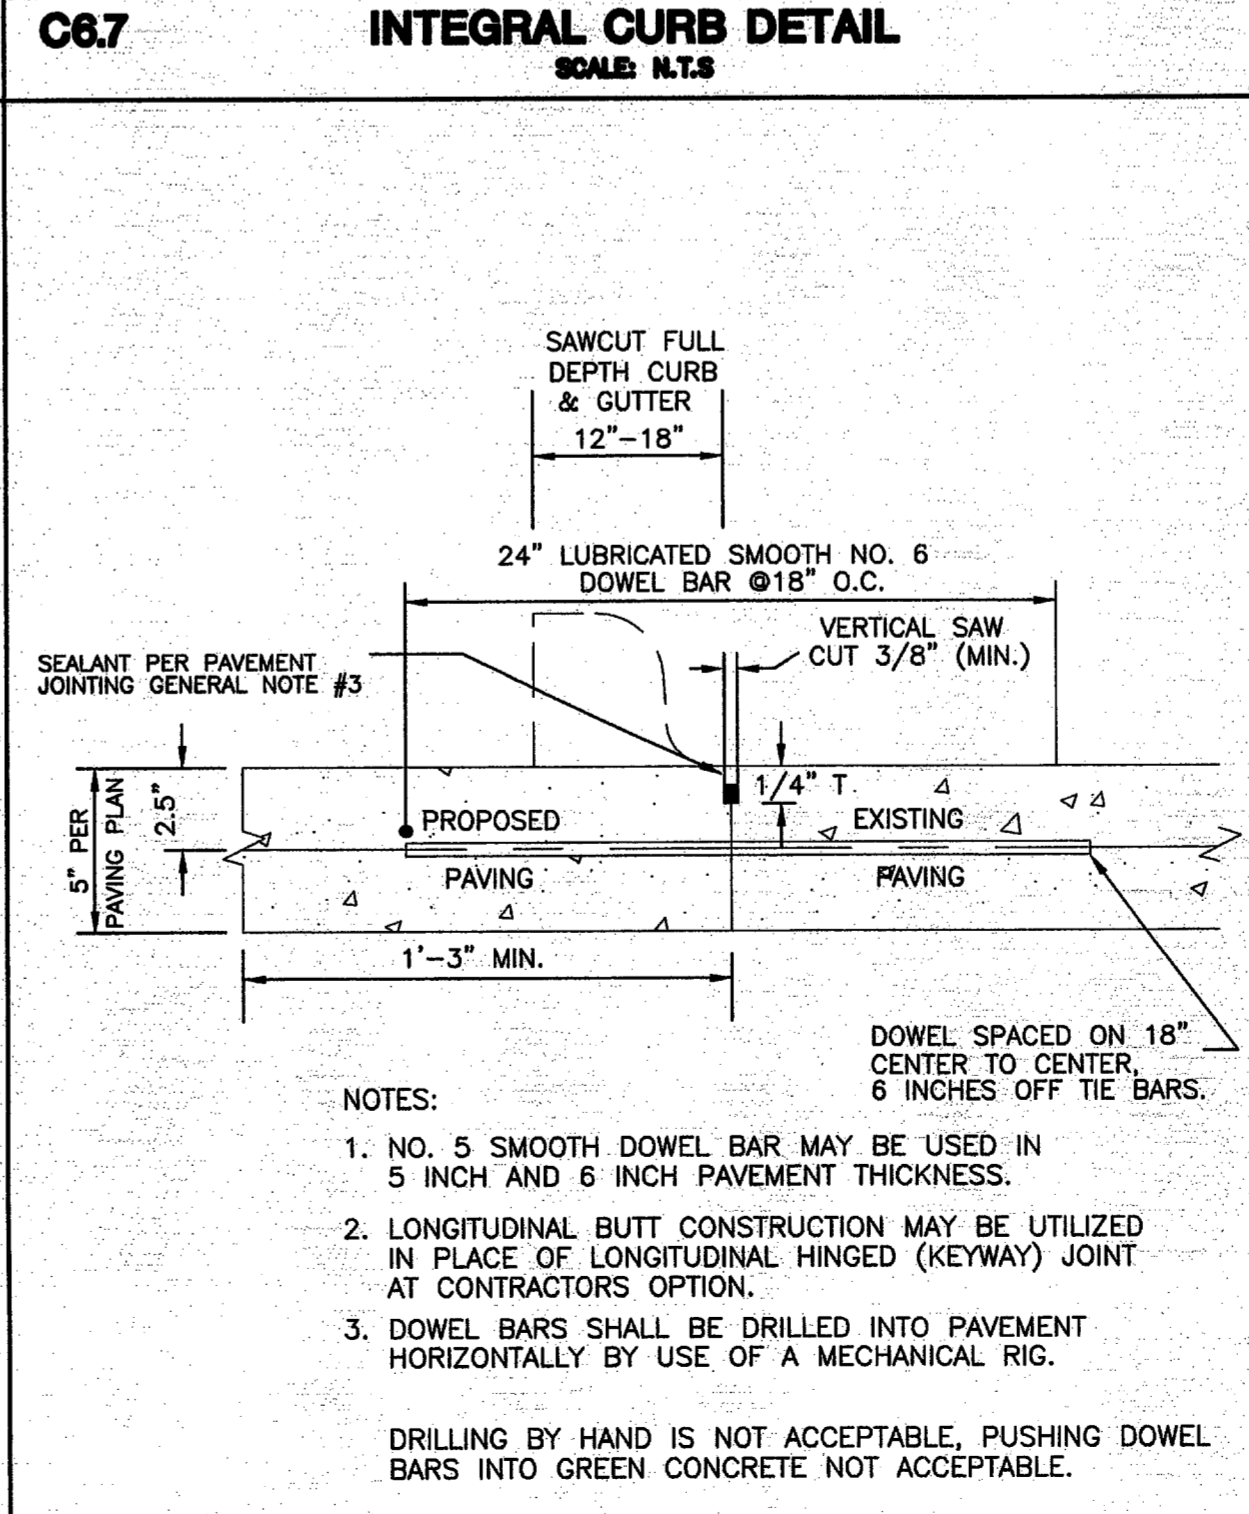 C6.7
INTEGRAL CURB DETAIL
SCALE: N.T.S
SAWCUT FULL
DEPTH CURB
& GUTTER
12"-18"
24" LUBRICATED SMOOTH NO. 6
DOWEL BAR @18" O.C.
VERTICAL SAW
CUT 3/8" (MIN.)
SEALANT PER PAVEMENT
JOINTING GENERAL NOTE #3
5" PER
PAVING PLAN
2.5"
1/4" T
PROPOSED
EXISTING
PAVING
PAVING
1'-3" MIN.
DOWEL SPACED ON 18"
CENTER TO CENTER,
6 INCHES OFF TIE BARS.
NOTES:
1. NO. 5 SMOOTH DOWEL BAR MAY BE USED IN
5 INCH AND 6 INCH PAVEMENT THICKNESS.
2. LONGITUDINAL BUTT CONSTRUCTION MAY BE UTILIZED
IN PLACE OF LONGITUDINAL HINGED (KEYWAY) JOINT
AT CONTRACTORS OPTION.
3. DOWEL BARS SHALL BE DRILLED INTO PAVEMENT
HORIZONTALLY BY USE OF A MECHANICAL RIG.
DRILLING BY HAND IS NOT ACCEPTABLE, PUSHING DOWEL
BARS INTO GREEN CONCRETE NOT ACCEPTABLE.